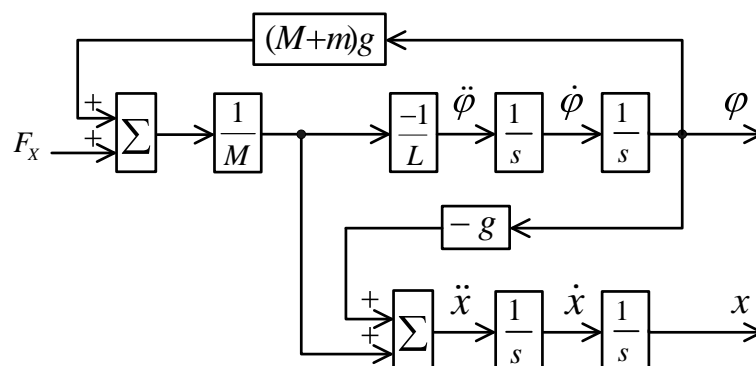 (M+m)g
+
+
F_X
Σ
1/M
-1/L
φ̈
1/s
φ̇
1/s
φ
− g
+
+
Σ
ẍ
1/s
ẋ
1/s
x